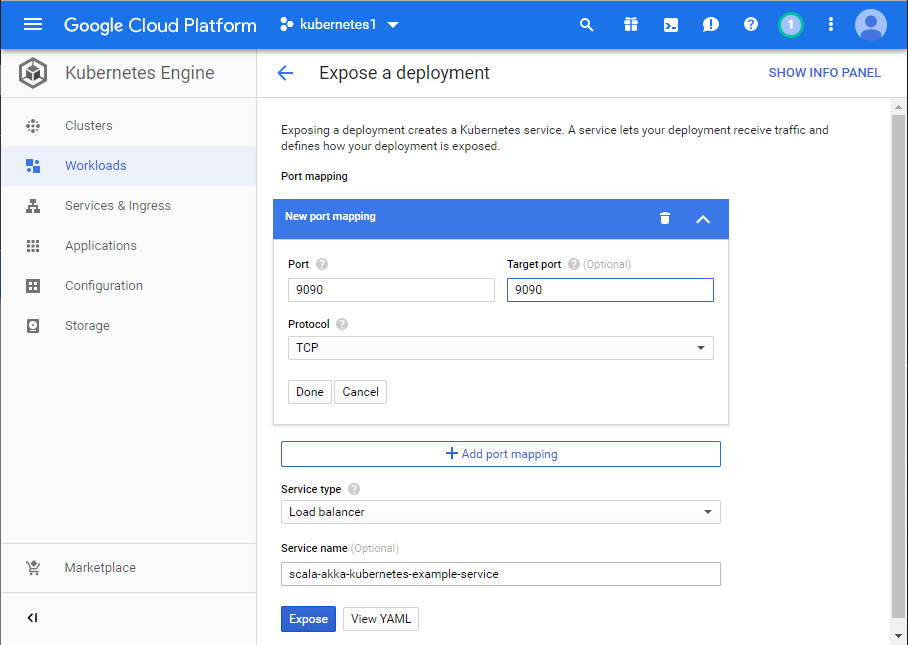 Google Cloud Platform
kubernetes1
1
Kubernetes Engine
Expose a deployment
SHOW INFO PANEL
Clusters
Workloads
Services & Ingress
Applications
Configuration
Storage
Marketplace
Exposing a deployment creates a Kubernetes service. A service lets your deployment receive traffic and
defines how your deployment is exposed.
Port mapping
New port mapping
Port ?
Target port ? (Optional)
9090
9090
Protocol ?
TCP
Done
Cancel
+ Add port mapping
Service type ?
Load balancer
Service name (Optional)
scala-akka-kubernetes-example-service
Expose
View YAML